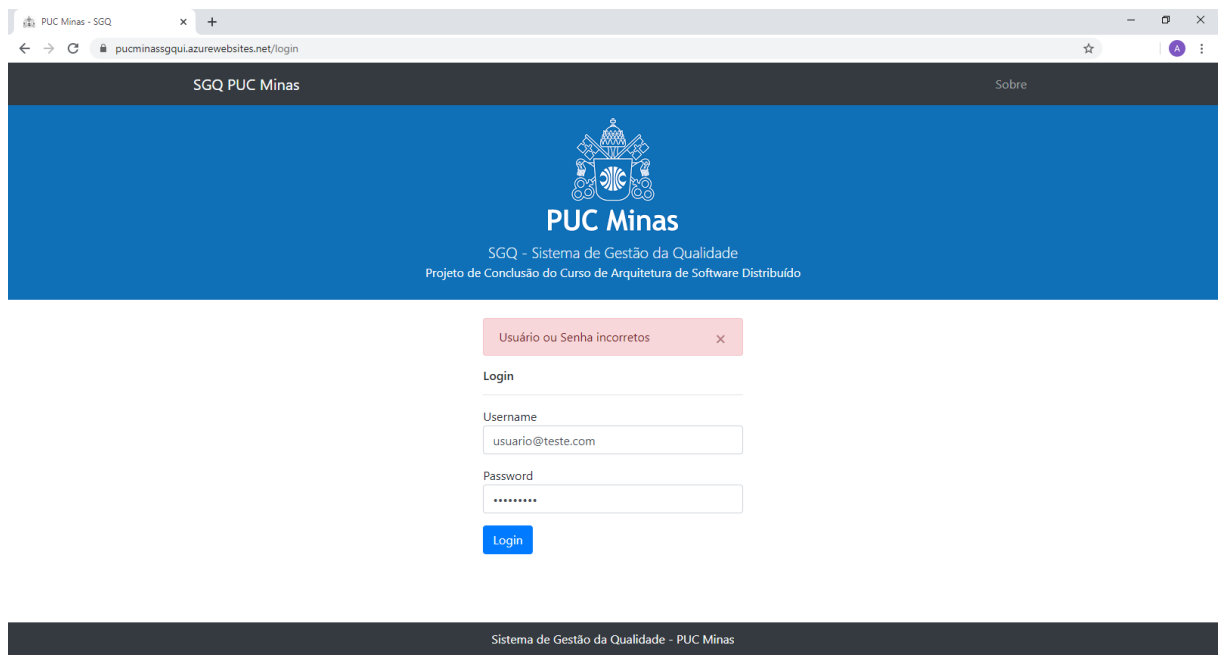 PUC Minas - SGQ
pucminassgqui.azurewebsites.net/login
A
SGQ PUC Minas
Sobre
PUC Minas
SGQ - Sistema de Gestão da Qualidade
Projeto de Conclusão do Curso de Arquitetura de Software Distribuído
Usuário ou Senha incorretos
Login
Username
usuario@teste.com
Password
•••••••••
Login
Sistema de Gestão da Qualidade - PUC Minas